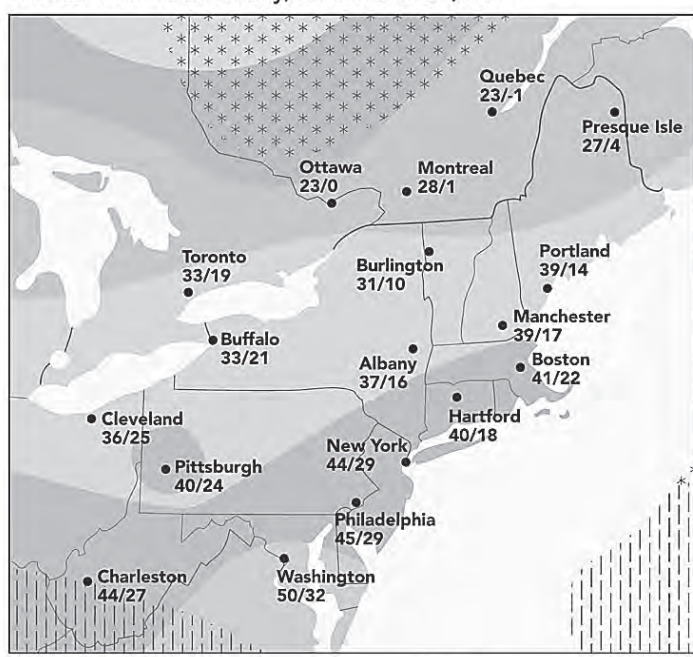 Quebec
23/-1
Presque Isle
27/4
Ottawa
23/0
Montreal
28/1
Toronto
33/19
Burlington
31/10
Portland
39/14
Manchester
39/17
Buffalo
33/21
Albany
37/16
Boston
41/22
Cleveland
36/25
Hartford
40/18
New York
44/29
Pittsburgh
40/24
Philadelphia
45/29
Charleston
44/27
Washington
50/32